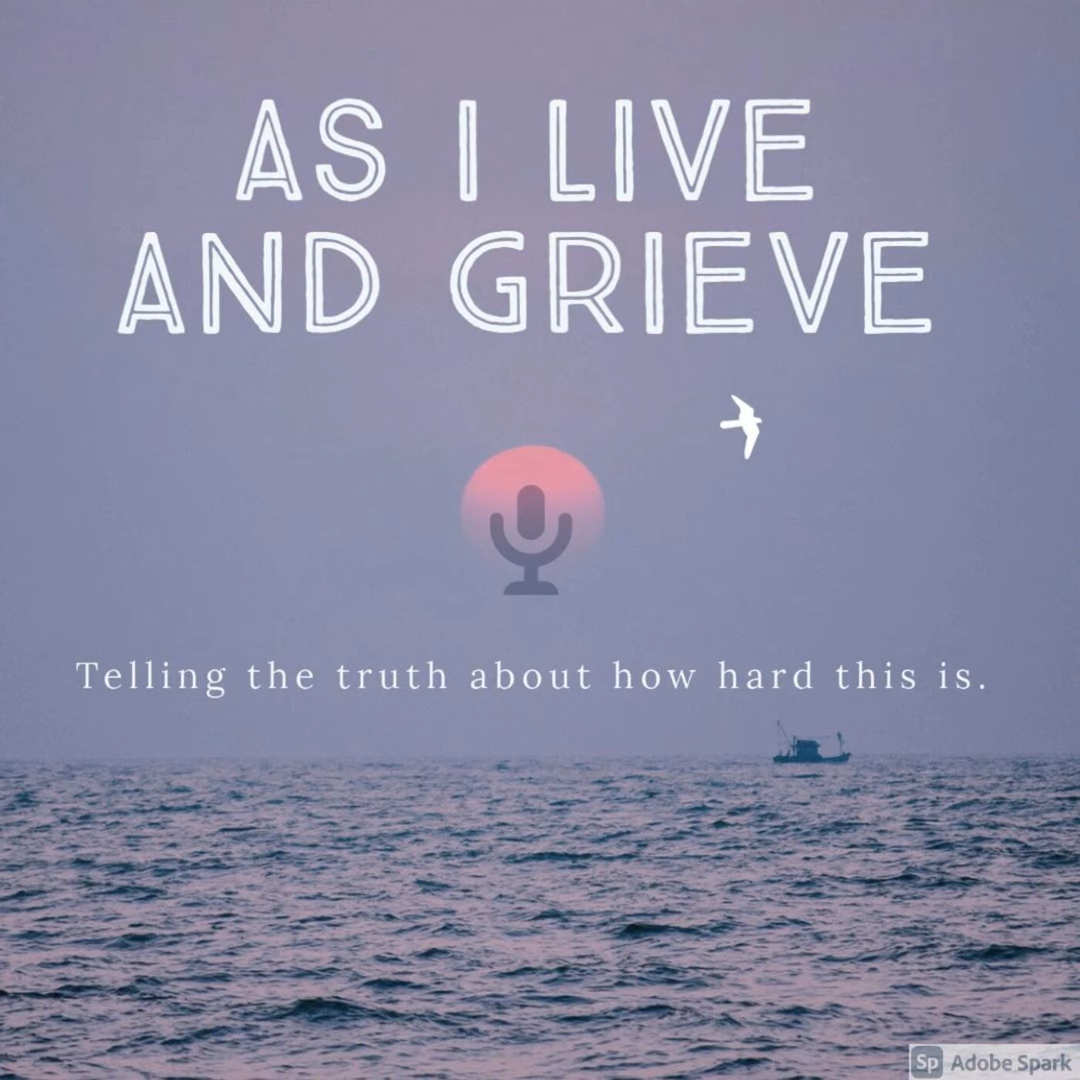 AS I LIVE
AND GRIEVE
Telling the truth about how hard this is.
Sp Adobe Spark